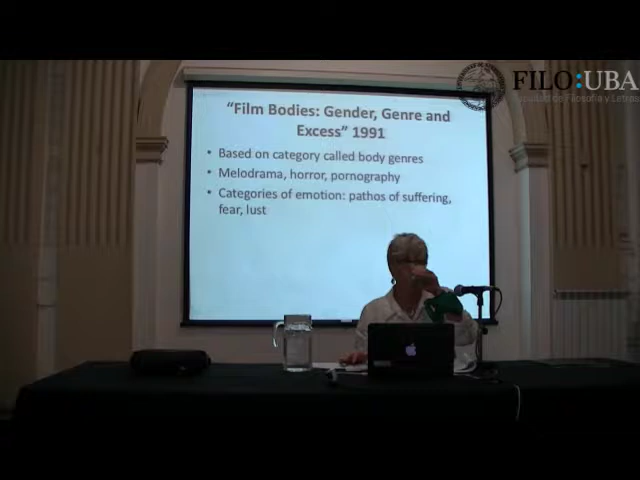 FILO:UBA
Facultad de Filosofía y Letras
"Film Bodies: Gender, Genre and
Excess" 1991
• Based on category called body genres
• Melodrama, horror, pornography
• Categories of emotion: pathos of suffering,
fear, lust